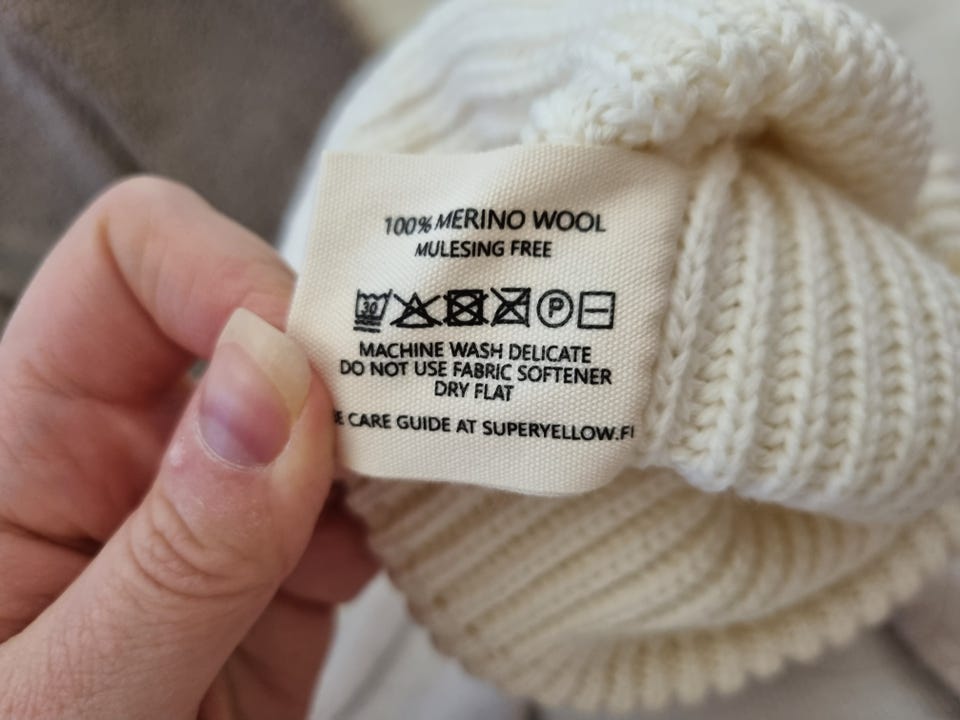 100% MERINO WOOL
MULESING FREE
30 P
MACHINE WASH DELICATE
DO NOT USE FABRIC SOFTENER
DRY FLAT
CARE GUIDE AT SUPERYELLOW.FI